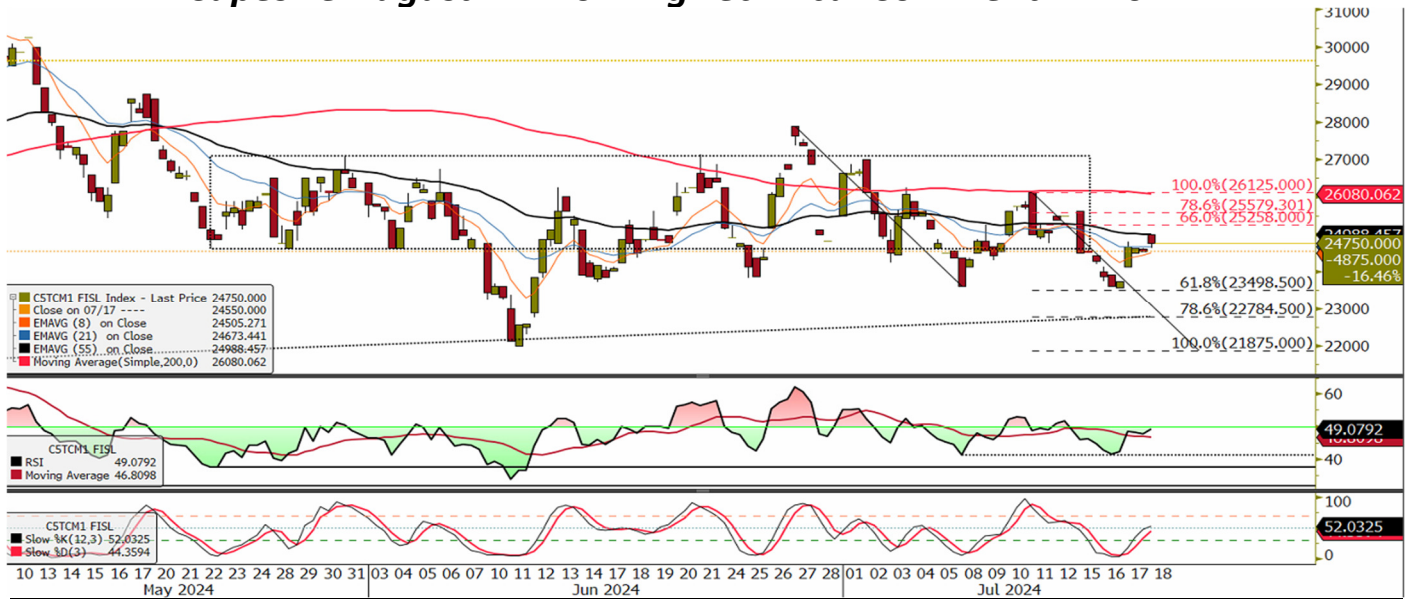 31000
30000
29000
28000
27000
100.0%(26125.000)
26080.062
78.6%(25579.301)
66.0%(25258.000)
24988.457
24750.000
-4875.000
-16.46%
61.8%(23498.500)
23000
78.6%(22784.500)
22000
100.0%(21875.000)
C5TCM1 FISL Index - Last Price 24750.000
Close on 07/17 ---- 24550.000
EMAVG (8) on Close 24505.271
EMAVG (21) on Close 24673.441
EMAVG (55) on Close 24988.457
Moving Average(Simple,200,0) 26080.062
60
49.0792
46.8098
40
C5TCM1 FISL
RSI 49.0792
Moving Average 46.8098
100
52.0325
0
C5TCM1 FISL
Slow %K(12,3) 52.0325
Slow %D(3) 44.3594
10 13 14 15 16 17 20 21 22 23 24 28 29 30 31 03 04 05 06 07 10 11 12 13 14 17 18 19 20 21 24 25 26 27 28 01 02 03 04 05 08 09 10 11 12 15 16 17 18
May 2024 Jun 2024 Jul 2024